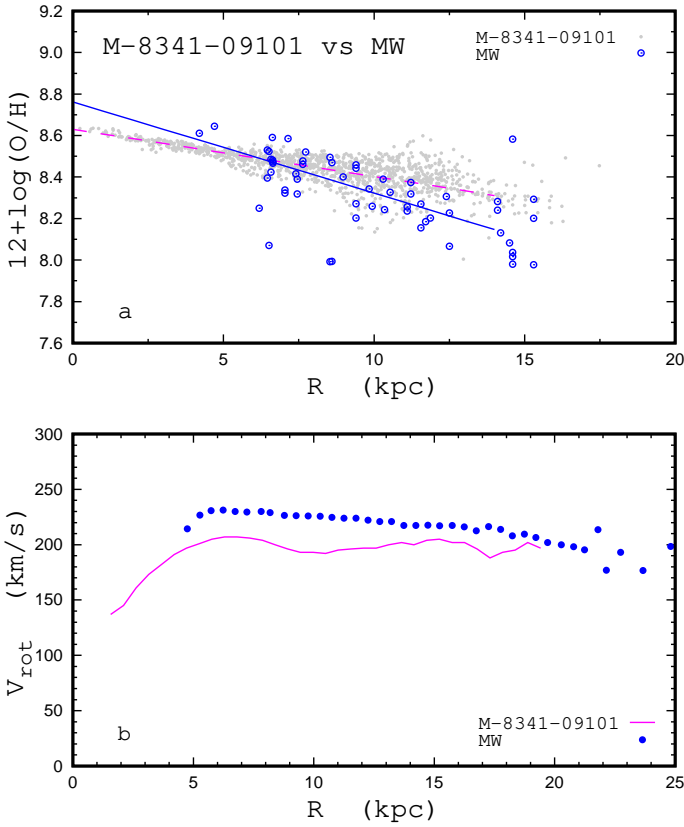 9.2
9.0
8.8
8.6
8.4
8.2
8.0
7.8
7.6
12+log(O/H)
M-8341-09101 vs MW
M-8341-09101
MW
a
0 5 10 15 20
R (kpc)
300
250
200
150
100
50
0
V_rot (km/s)
M-8341-09101
MW
b
0 5 10 15 20 25
R (kpc)